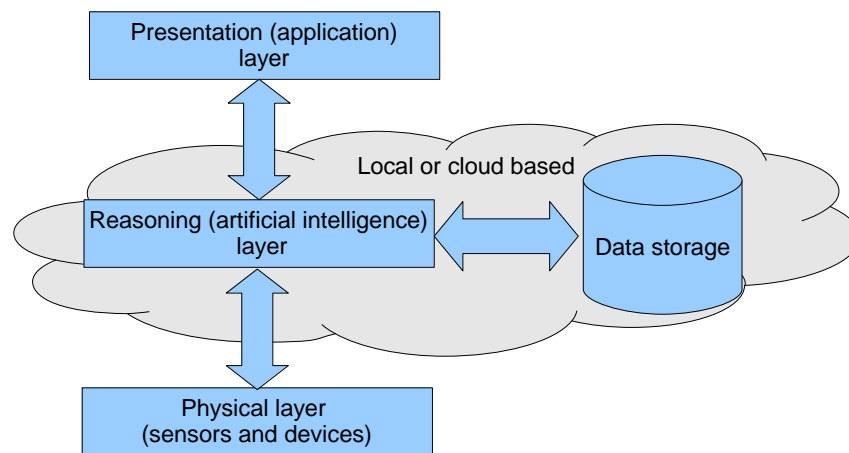 Presentation (application)
layer
Local or cloud based
Reasoning (artificial intelligence)
layer
Data storage
Physical layer
(sensors and devices)